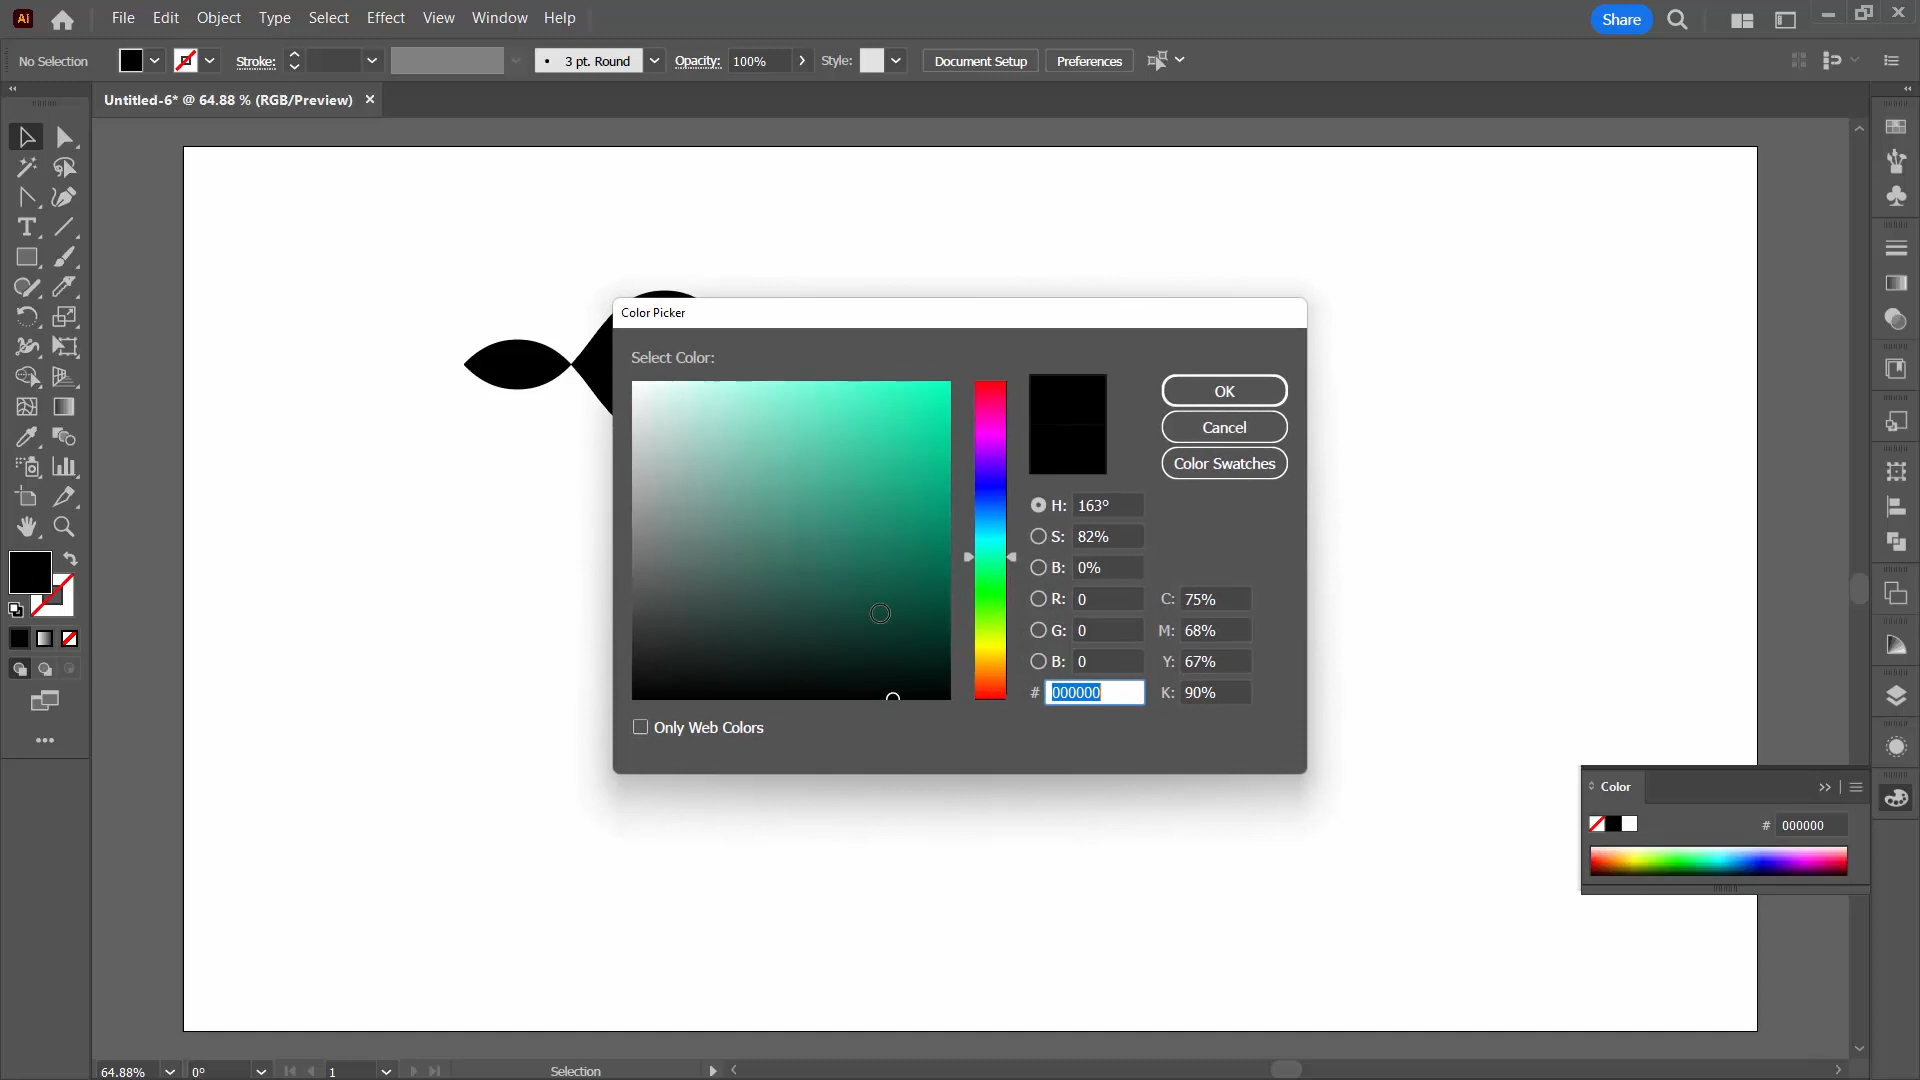 Ai File Edit Object Type Select Effect View Window Help Share
No Selection Stroke: 3 pt. Round Opacity: 100% Style: Document Setup Preferences
Untitled-6* @ 64.88 % (RGB/Preview)
Color Picker
Select Color:
OK
Cancel
Color Swatches
H: 163°
S: 82%
B: 0%
R: 0 C: 75%
G: 0 M: 68%
B: 0 Y: 67%
# 000000 K: 90%
Only Web Colors
Color
# 000000
64.88% 0° 1 Selection